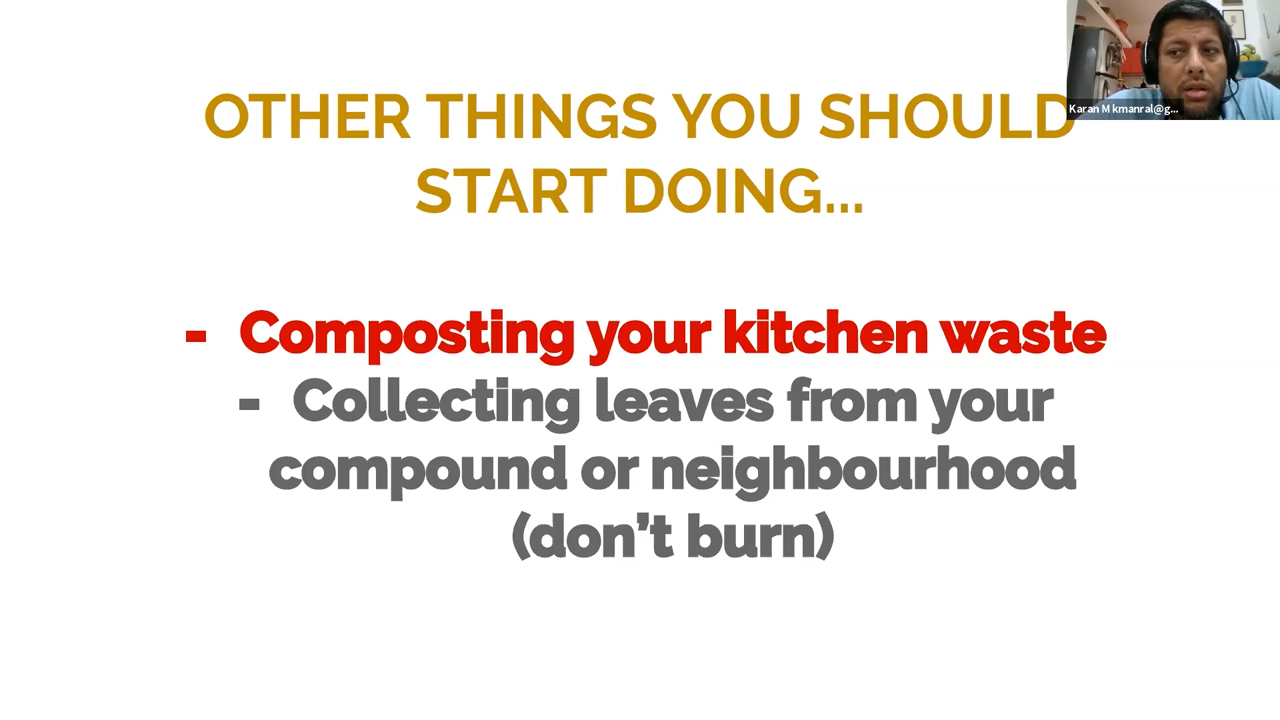 Karan M kmanral@g...
OTHER THINGS YOU SHOULD
START DOING...
- Composting your kitchen waste
- Collecting leaves from your
compound or neighbourhood
(don't burn)